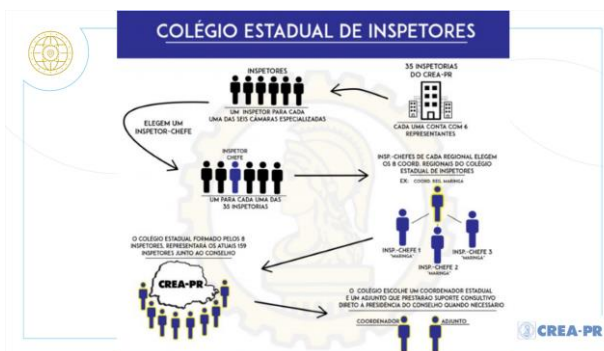 COLÉGIO ESTADUAL DE INSPETORES
35 INSPETORIAS
DO CREA-PR
CADA UMA CONTA COM 6
REPRESENTANTES
INSPETORES
UM INSPETOR PARA CADA
UMA DAS SEIS CÂMARAS ESPECIALIZADAS
ELEGEM UM
INSPETOR-CHEFE
INSPETOR
CHEFE
UM PARA CADA UMA DAS
35 INSPETORIAS
INSP.-CHEFES DE CADA REGIONAL ELEGEM
OS 8 COORD. REGIONAIS DO COLÉGIO
ESTADUAL DE INSPETORES
EX: COORD. REG. MARINGA
INSP.-CHEFE 1
"MARINGA"
INSP.-CHEFE 2
"MARINGA"
INSP.-CHEFE 3
"MARINGA"
O COLÉGIO ESTADUAL FORMADO PELOS 8
INSPETORES, REPRESENTARÁ OS ATUAIS 159
INSPETORES JUNTO AO CONSELHO
CREA-PR
O COLÉGIO ESCOLHE UM COORDENADOR ESTADUAL
E UM ADJUNTO QUE PRESTARÃO SUPORTE CONSULTIVO
DIRETO A PRESIDÊNCIA DO CONSELHO QUANDO NECESSÁRIO
COORDENADOR
ADJUNTO
CREA-PR